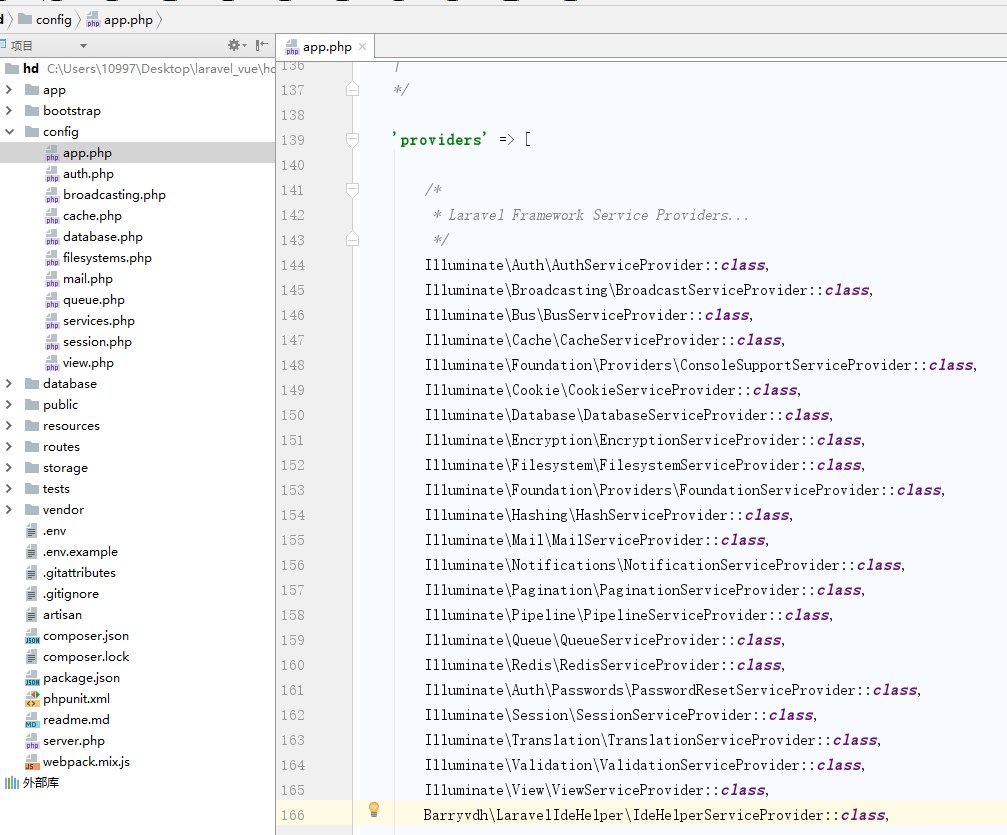 config
app.php
项目
app.php
hd C:\Users\10997\Desktop\laravel_vue\
app
bootstrap
config
app.php
auth.php
broadcasting.php
cache.php
database.php
filesystems.php
mail.php
queue.php
services.php
session.php
view.php
database
public
resources
routes
storage
tests
vendor
.env
.env.example
.gitattributes
.gitignore
artisan
composer.json
composer.lock
package.json
phpunit.xml
readme.md
server.php
webpack.mix.js
外部库
136 |
137 */
138
139 'providers' => [
140
141 /*
142 * Laravel Framework Service Providers...
143 */
144 Illuminate\Auth\AuthServiceProvider::class,
145 Illuminate\Broadcasting\BroadcastServiceProvider::class,
146 Illuminate\Bus\BusServiceProvider::class,
147 Illuminate\Cache\CacheServiceProvider::class,
148 Illuminate\Foundation\Providers\ConsoleSupportServiceProvider::class,
149 Illuminate\Cookie\CookieServiceProvider::class,
150 Illuminate\Database\DatabaseServiceProvider::class,
151 Illuminate\Encryption\EncryptionServiceProvider::class,
152 Illuminate\Filesystem\FilesystemServiceProvider::class,
153 Illuminate\Foundation\Providers\FoundationServiceProvider::class,
154 Illuminate\Hashing\HashServiceProvider::class,
155 Illuminate\Mail\MailServiceProvider::class,
156 Illuminate\Notifications\NotificationServiceProvider::class,
157 Illuminate\Pagination\PaginationServiceProvider::class,
158 Illuminate\Pipeline\PipelineServiceProvider::class,
159 Illuminate\Queue\QueueServiceProvider::class,
160 Illuminate\Redis\RedisServiceProvider::class,
161 Illuminate\Auth\Passwords\PasswordResetServiceProvider::class,
162 Illuminate\Session\SessionServiceProvider::class,
163 Illuminate\Translation\TranslationServiceProvider::class,
164 Illuminate\Validation\ValidationServiceProvider::class,
165 Illuminate\View\ViewServiceProvider::class,
166 Barryvdh\LaravelIdeHelper\IdeHelperServiceProvider::class,